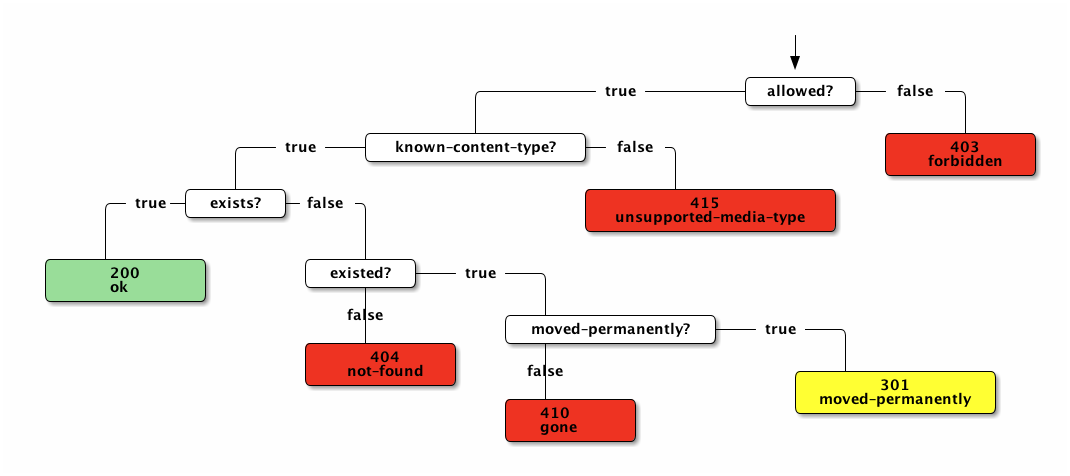 allowed?
true
false
403
forbidden
known-content-type?
true
false
415
unsupported-media-type
exists?
true
false
200
ok
existed?
true
false
404
not-found
moved-permanently?
true
false
410
gone
301
moved-permanently